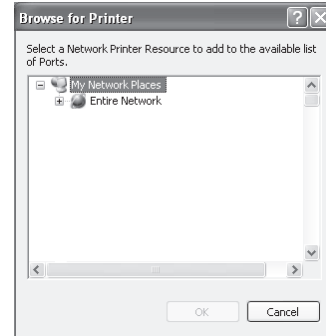 Browse for Printer
Select a Network Printer Resource to add to the available list
of Ports.
My Network Places
Entire Network
OK
Cancel